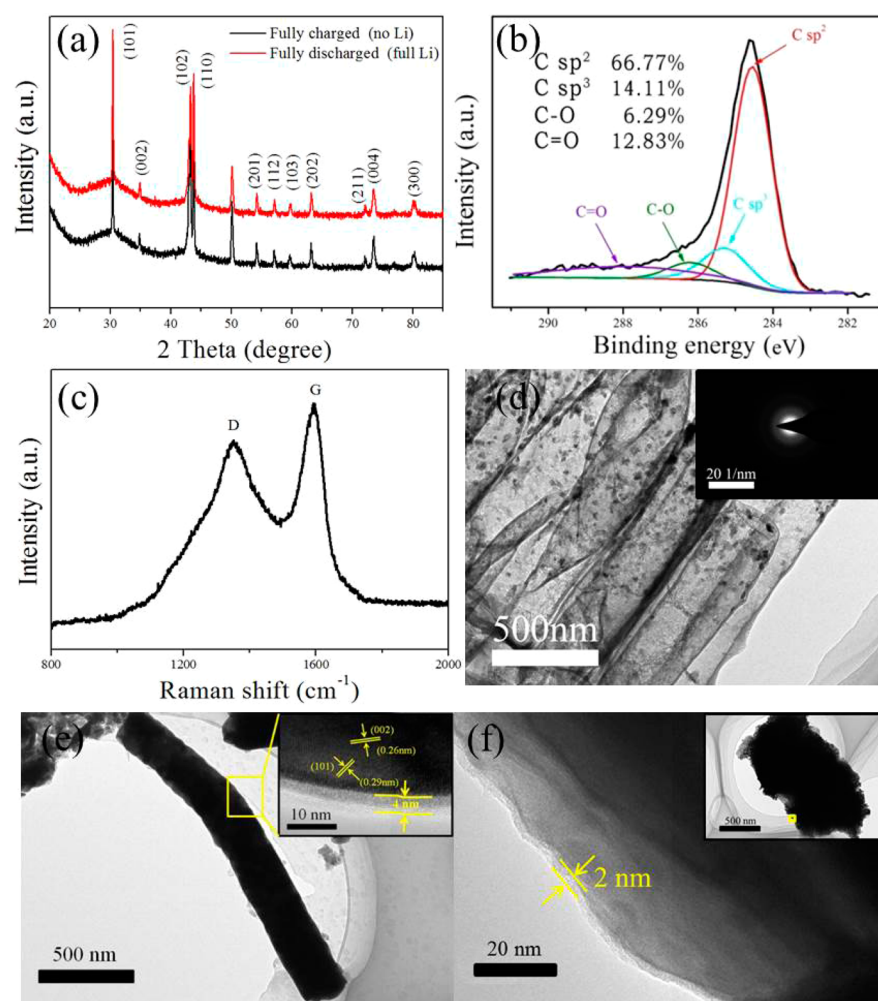 (a)
Fully charged (no Li)
Fully discharged (full Li)
(101)
(002)
(102)
(110)
(201)
(112)
(103)
(202)
(211)
(004)
(300)
Intensity (a.u.)
20 30 40 50 60 70 80
2 Theta (degree)
(b)
C sp² 66.77%
C sp³ 14.11%
C-O 6.29%
C=O 12.83%
C sp²
C sp³
C-O
C=O
Intensity (a.u.)
290 288 286 284 282
Binding energy (eV)
(c)
D
G
Intensity (a.u.)
800 1200 1600 2000
Raman shift (cm⁻¹)
(d)
20 1/nm
500nm
(e)
(002)
(0.26nm)
(101)
(0.29nm)
4 nm
10 nm
500 nm
(f)
500 nm
2 nm
20 nm